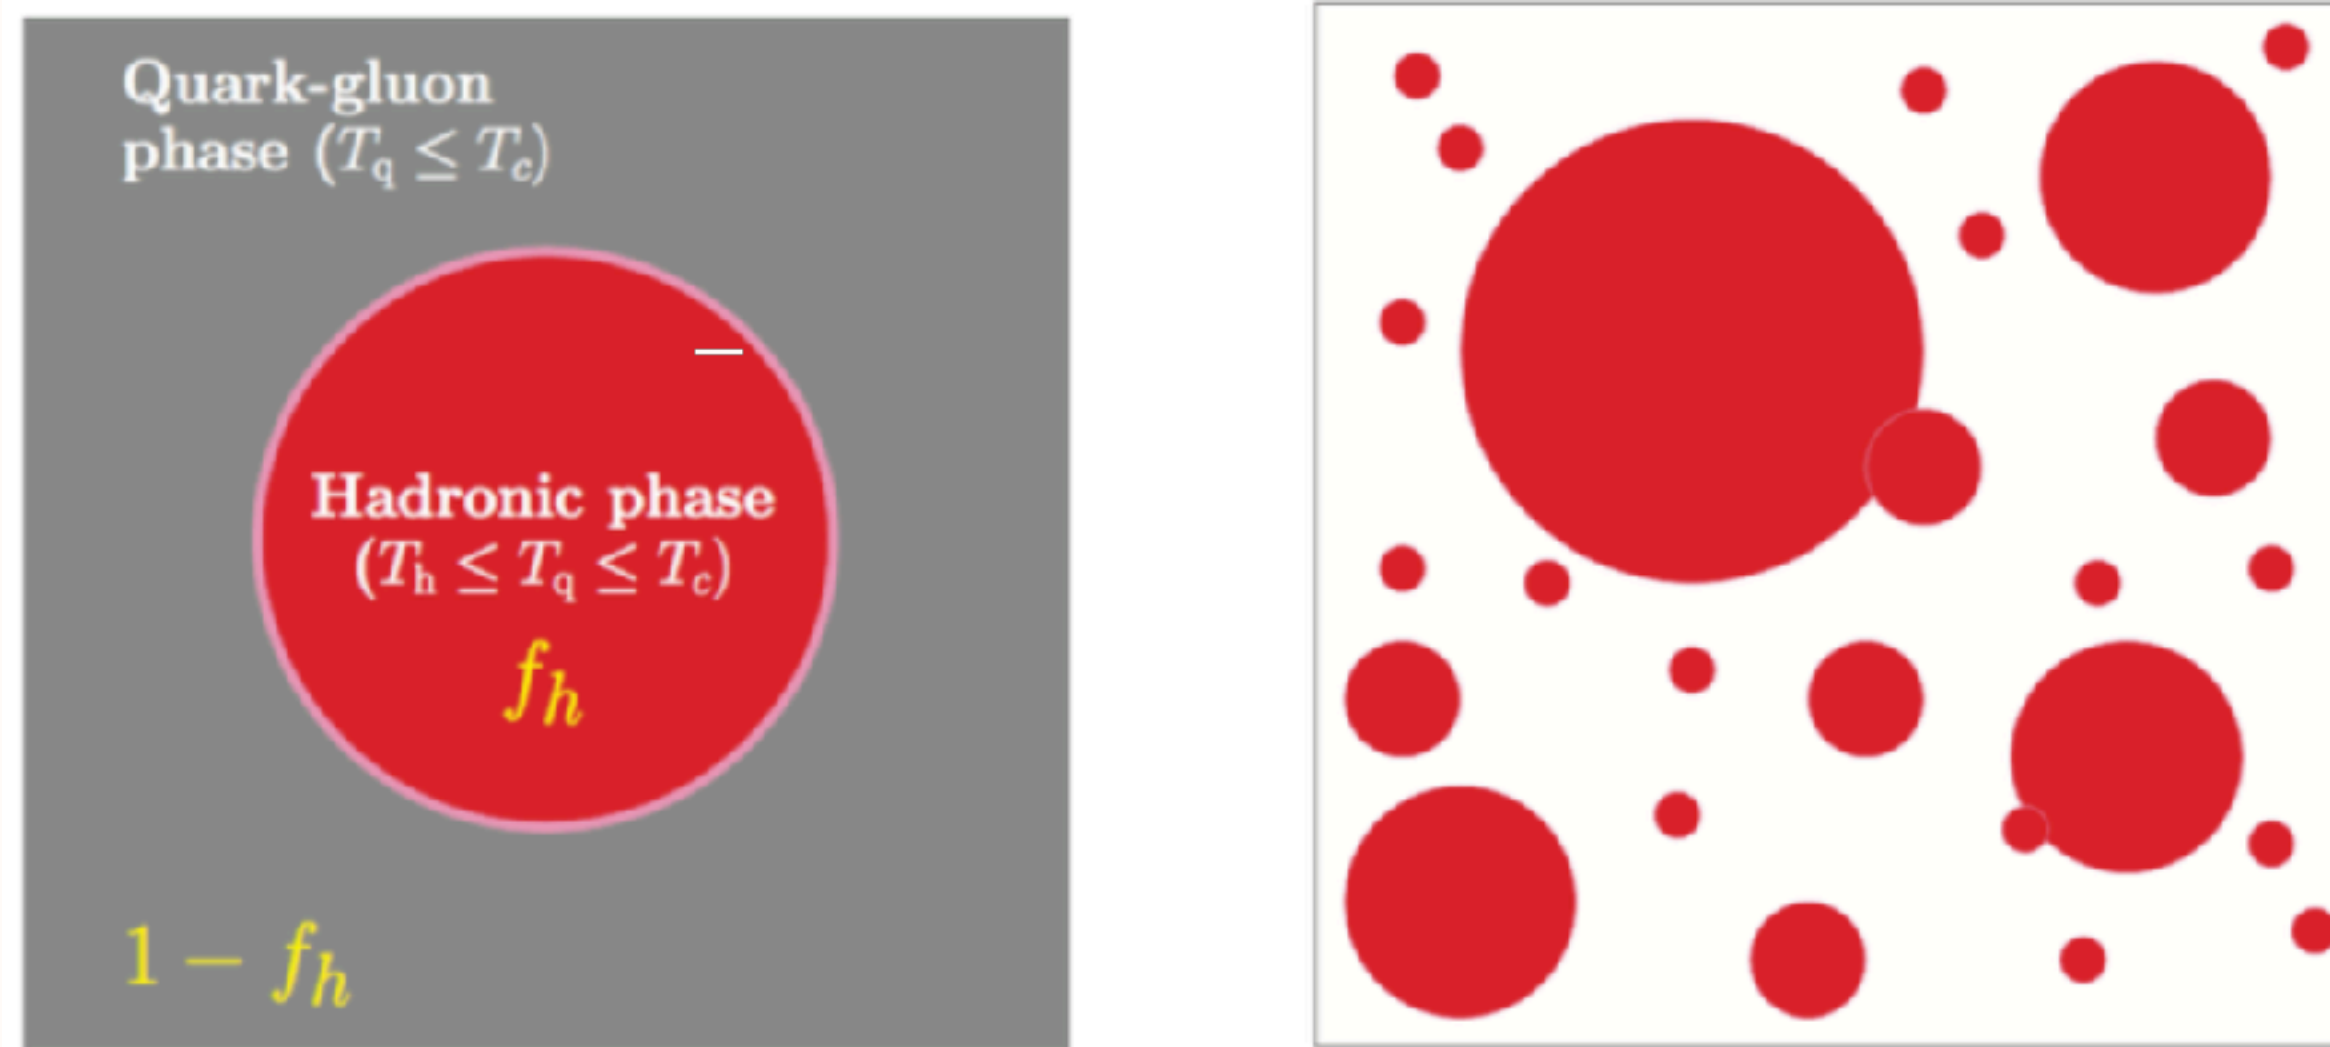 Quark-gluon
phase (T_q ≤ T_c)
Hadronic phase
(T_h ≤ T_q ≤ T_c)
f_h
1 − f_h